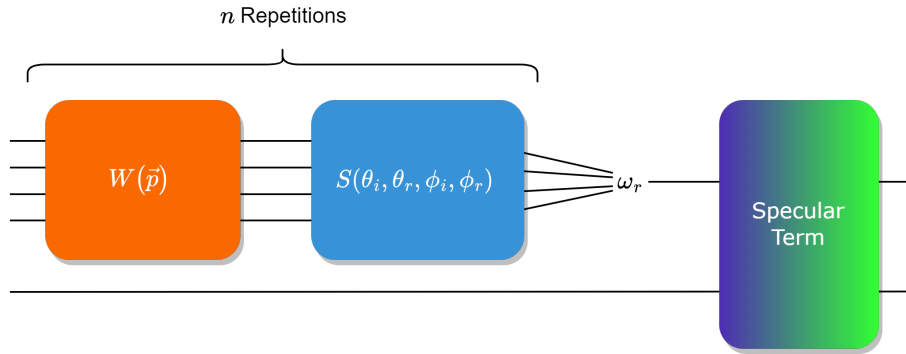 n Repetitions
W(p⃗)
S(θᵢ, θᵣ, ϕᵢ, ϕᵣ)
ωᵣ
Specular
Term